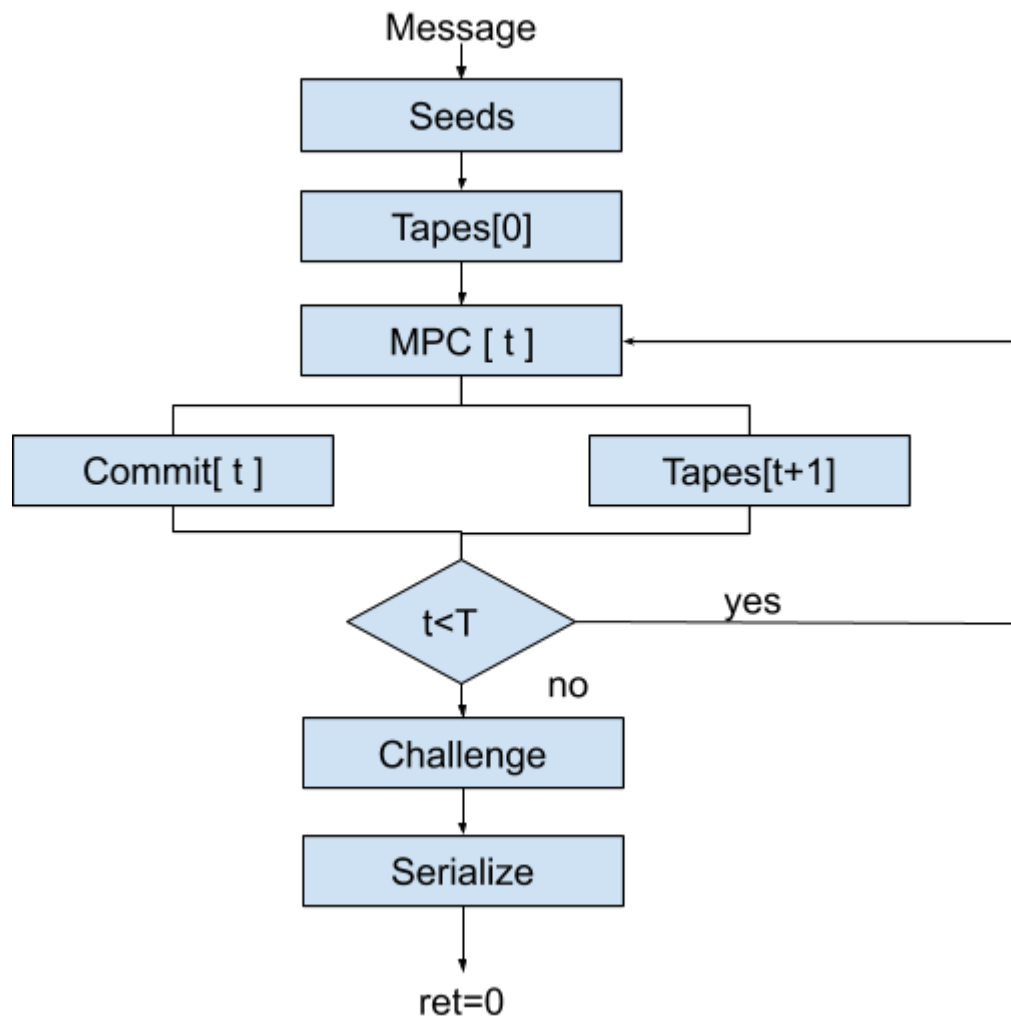 Message
Seeds
Tapes[0]
MPC [ t ]
Commit[ t ]
Tapes[t+1]
t<T
yes
no
Challenge
Serialize
ret=0